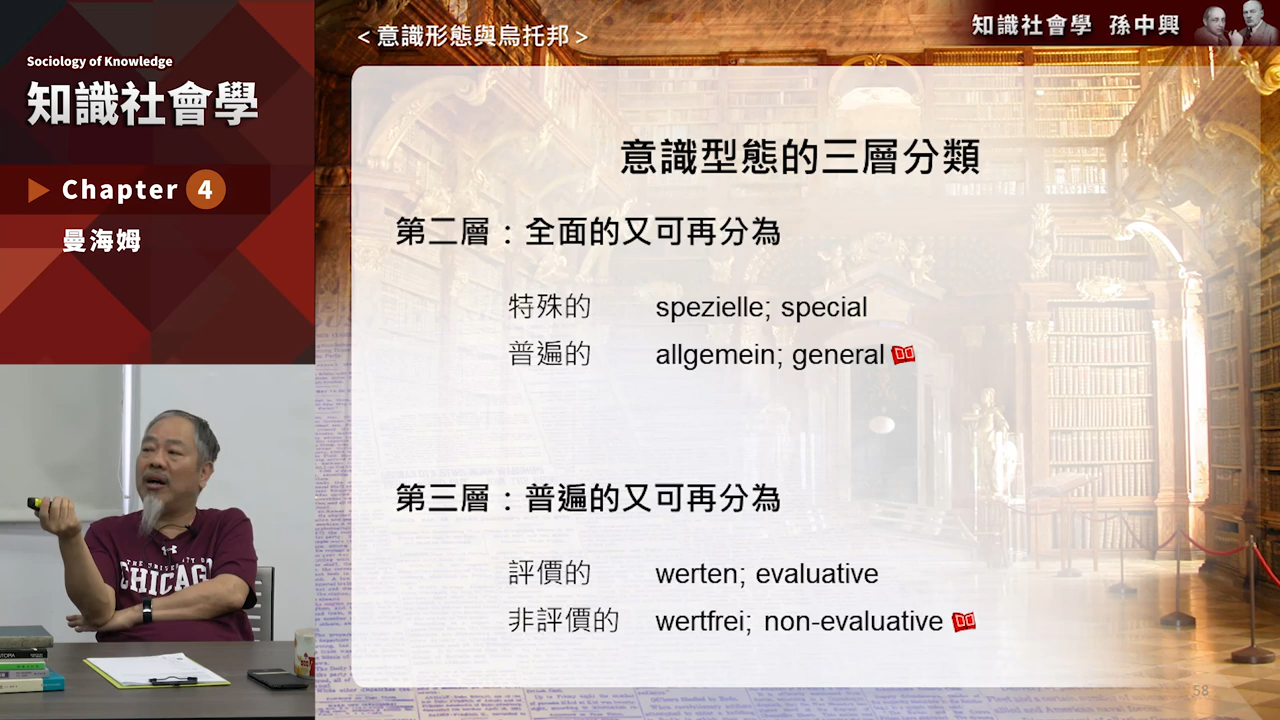 Sociology of Knowledge
知識社會學
Chapter 4
曼海姆
<意識形態與烏托邦>
知識社會學 孫中興
意識型態的三層分類
第二層：全面的又可再分為
特殊的 spezielle; special
普遍的 allgemein; general
第三層：普遍的又可再分為
評價的 werten; evaluative
非評價的 wertfrei; non-evaluative
58
THE UNIVERSITY OF
CHICAGO